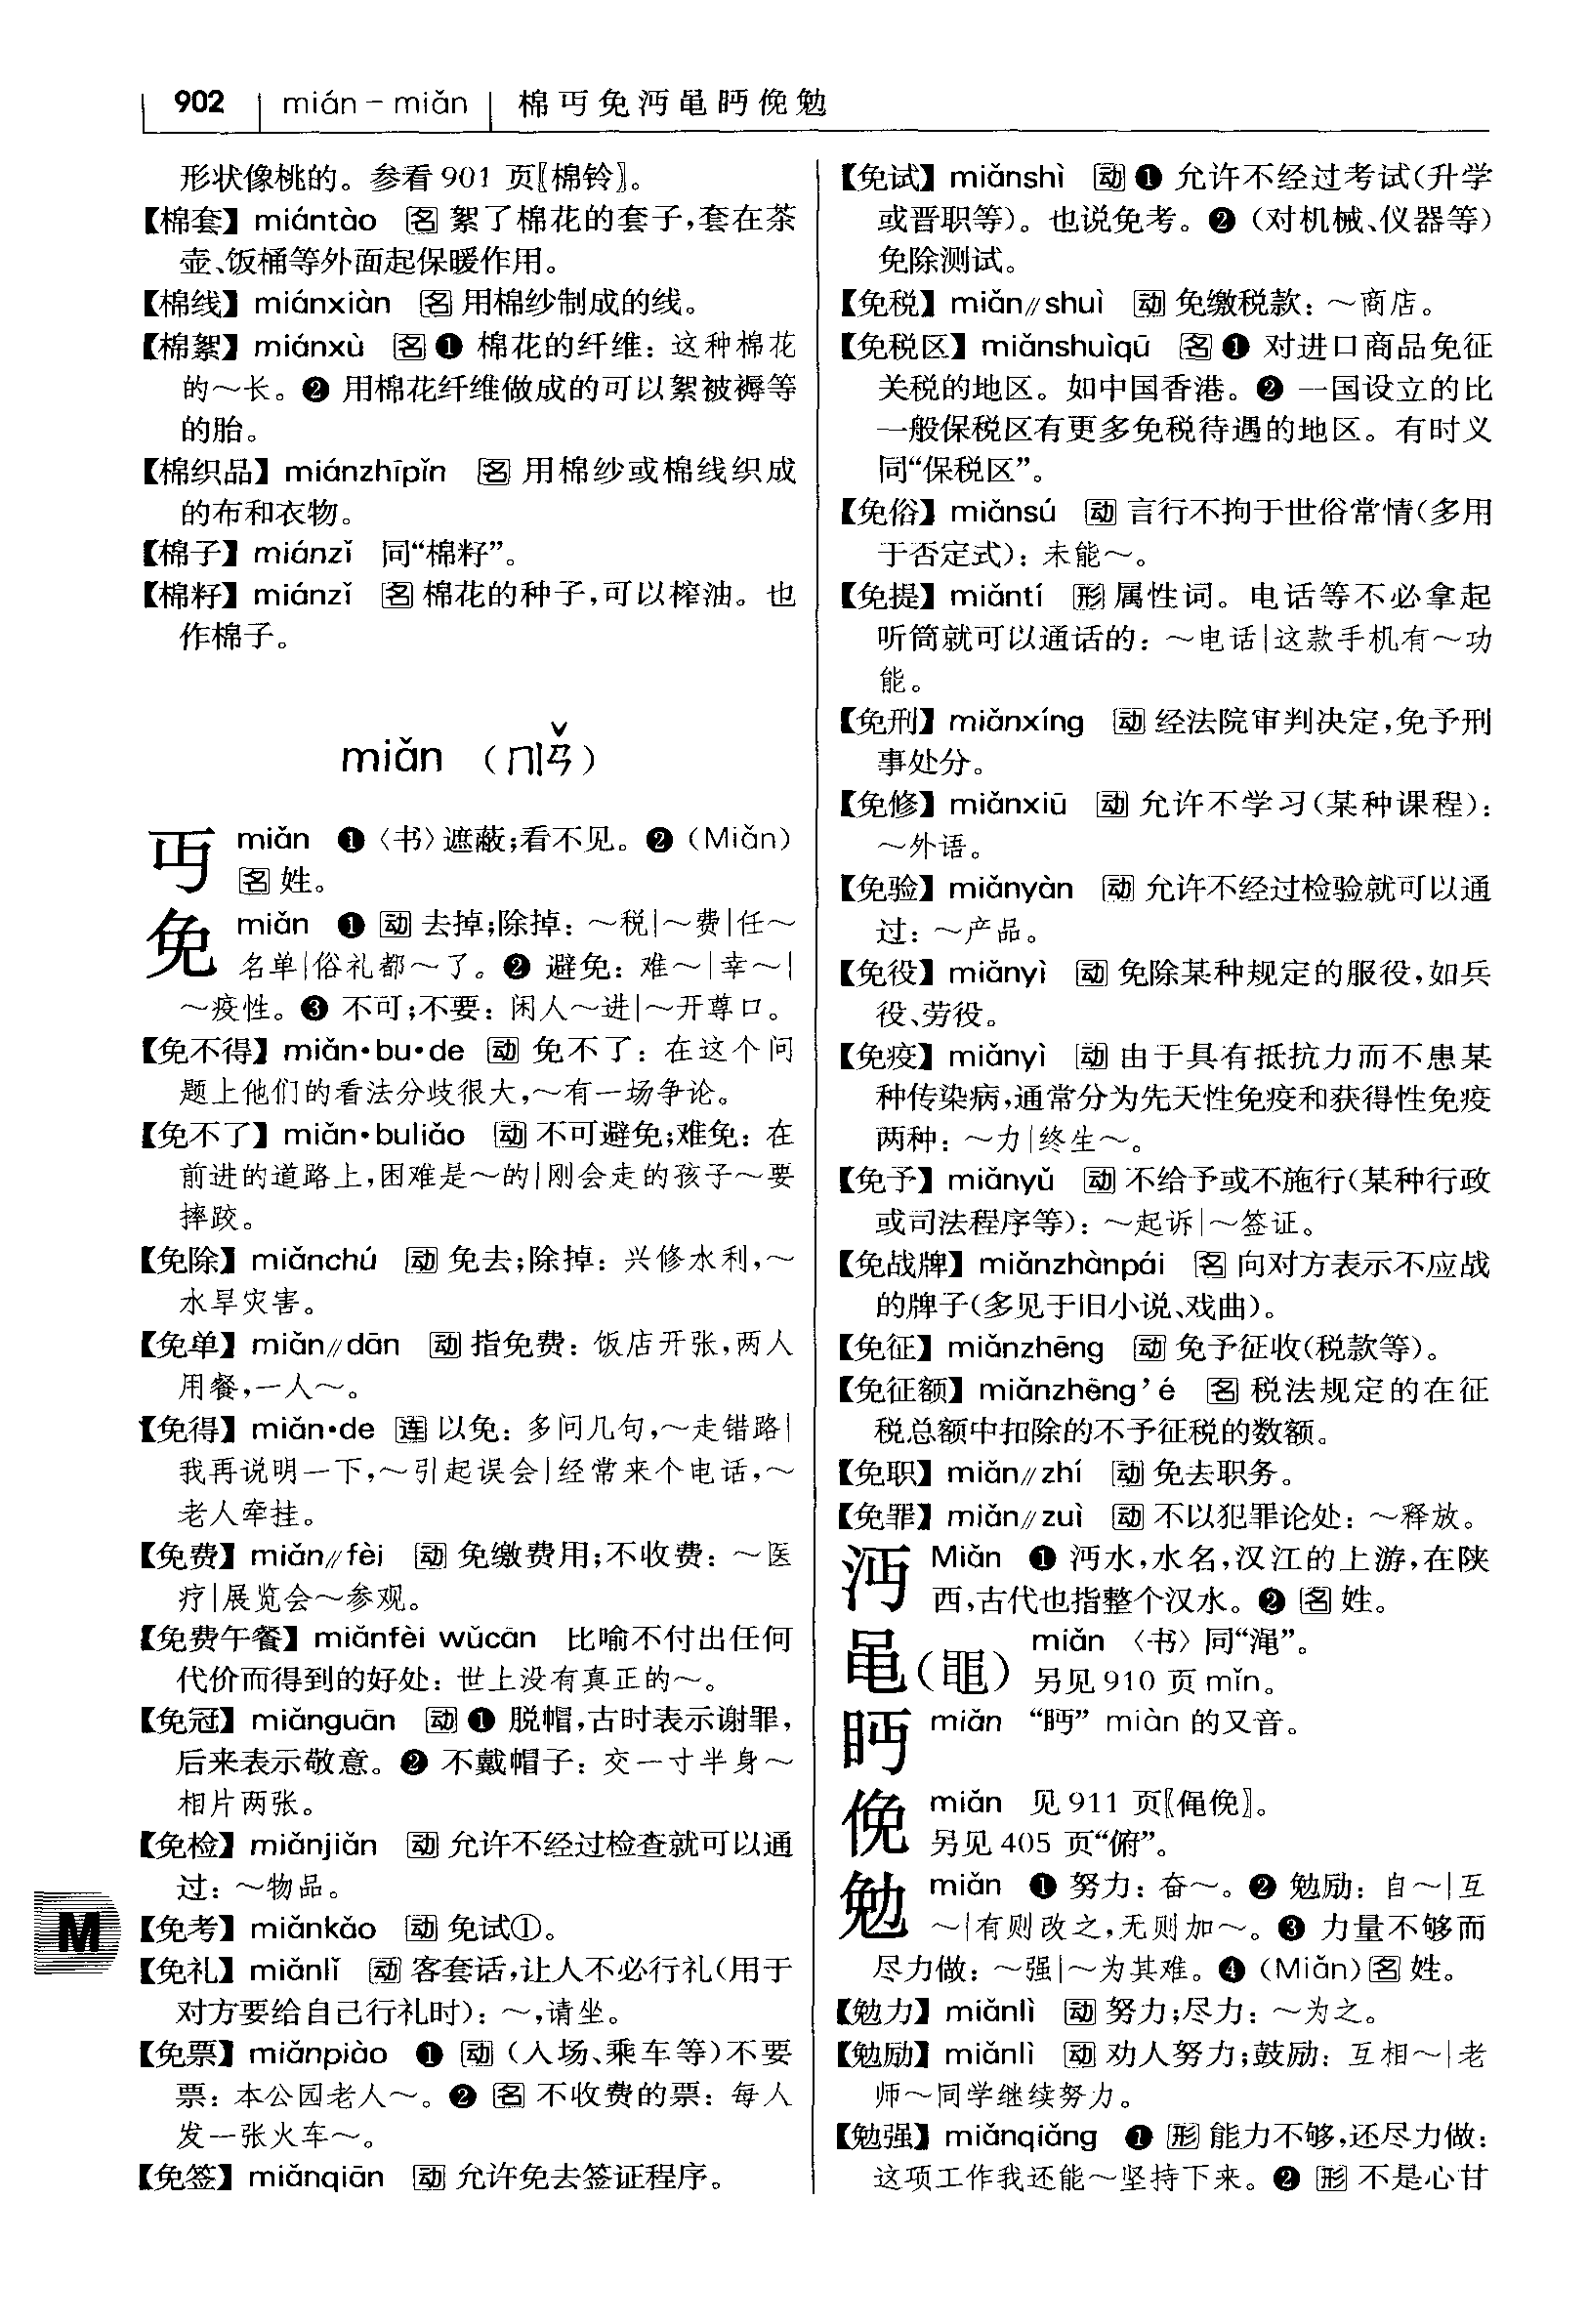 902 mián－miǎn 棉丏免沔黾眄俛勉
形状像桃的。参看 901 页〖棉铃〗。
【棉套】 miántào 名 絮了棉花的套子，套在茶
壶、饭桶等外面起保暖作用。
【棉线】 miánxiàn 名 用棉纱制成的线。
【棉絮】 miánxù 名 ❶ 棉花的纤维：这种棉花
的～长。❷ 用棉花纤维做成的可以絮被褥等
的胎。
【棉织品】 miánzhīpǐn 名 用棉纱或棉线织成
的布和衣物。
【棉子】 miánzǐ 同“棉籽”。
【棉籽】 miánzǐ 名 棉花的种子，可以榨油。也
作棉子。
miǎn （ㄇㄧㄢˇ）
丏 miǎn ❶〈书〉遮蔽；看不见。❷（Miǎn）
名 姓。
免 miǎn ❶ 动 去掉；除掉：～税｜～费｜任～
名单｜俗礼都～了。❷ 避免：难～｜幸～｜
～疫性。❸ 不可；不要：闲人～进｜～开尊口。
【免不得】 miǎn·bu·de 动 免不了：在这个问
题上他们的看法分歧很大，～有一场争论。
【免不了】 miǎn·buliǎo 动 不可避免；难免：在
前进的道路上，困难是～的｜刚会走的孩子～要
摔跤。
【免除】 miǎnchú 动 免去；除掉：兴修水利，～
水旱灾害。
【免单】 miǎn//dān 动 指免费：饭店开张，两人
用餐，一人～。
【免得】 miǎn·de 连 以免：多问几句，～走错路｜
我再说明一下，～引起误会｜经常来个电话，～
老人牵挂。
【免费】 miǎn//fèi 动 免缴费用；不收费：～医
疗｜展览会～参观。
【免费午餐】 miǎnfèi wǔcān 比喻不付出任何
代价而得到的好处：世上没有真正的～。
【免冠】 miǎnguān 动 ❶ 脱帽，古时表示谢罪，
后来表示敬意。❷ 不戴帽子：交一寸半身～
相片两张。
【免检】 miǎnjiǎn 动 允许不经过检查就可以通
过：～物品。
【免考】 miǎnkǎo 动 免试①。
【免礼】 miǎnlǐ 动 客套话，让人不必行礼（用于
对方要给自己行礼时）：～，请坐。
【免票】 miǎnpiào ❶ 动（入场、乘车等）不要
票：本公园老人～。❷ 名 不收费的票：每人
发一张火车～。
【免签】 miǎnqiān 动 允许免去签证程序。
M
【免试】 miǎnshì 动 ❶ 允许不经过考试（升学
或晋职等）。也说免考。❷（对机械、仪器等）
免除测试。
【免税】 miǎn//shuì 动 免缴税款：～商店。
【免税区】 miǎnshuìqū 名 ❶ 对进口商品免征
关税的地区。如中国香港。❷ 一国设立的比
一般保税区有更多免税待遇的地区。有时义
同“保税区”。
【免俗】 miǎnsú 动 言行不拘于世俗常情（多用
于否定式）：未能～。
【免提】 miǎntí 形 属性词。电话等不必拿起
听筒就可以通话的：～电话｜这款手机有～功
能。
【免刑】 miǎnxíng 动 经法院审判决定，免予刑
事处分。
【免修】 miǎnxiū 动 允许不学习（某种课程）：
～外语。
【免验】 miǎnyàn 动 允许不经过检验就可以通
过：～产品。
【免役】 miǎnyì 动 免除某种规定的服役，如兵
役、劳役。
【免疫】 miǎnyì 动 由于具有抵抗力而不患某
种传染病，通常分为先天性免疫和获得性免疫
两种：～力｜终生～。
【免予】 miǎnyǔ 动 不给予或不施行（某种行政
或司法程序等）：～起诉｜～签证。
【免战牌】 miǎnzhànpái 名 向对方表示不应战
的牌子（多见于旧小说、戏曲）。
【免征】 miǎnzhēng 动 免予征收（税款等）。
【免征额】 miǎnzhēng’é 名 税法规定的在征
税总额中扣除的不予征税的数额。
【免职】 miǎn//zhí 动 免去职务。
【免罪】 miǎn//zuì 动 不以犯罪论处：～释放。
沔 Miǎn ❶ 沔水，水名，汉江的上游，在陕
西，古代也指整个汉水。❷ 名 姓。
黾（黽） miǎn 〈书〉同“渑”。
另见 910 页 mǐn。
眄 miǎn “眄” miàn 的又音。
俛 miǎn 见 911 页〖僶俛〗。
另见 405 页“俯”。
勉 miǎn ❶ 努力：奋～。❷ 勉励：自～｜互
～｜有则改之，无则加～。❸ 力量不够而
尽力做：～强｜～为其难。❹（Miǎn）名 姓。
【勉力】 miǎnlì 动 努力；尽力：～为之。
【勉励】 miǎnlì 动 劝人努力；鼓励：互相～｜老
师～同学继续努力。
【勉强】 miǎnqiǎng ❶ 形 能力不够，还尽力做：
这项工作我还能～坚持下来。❷ 形 不是心甘